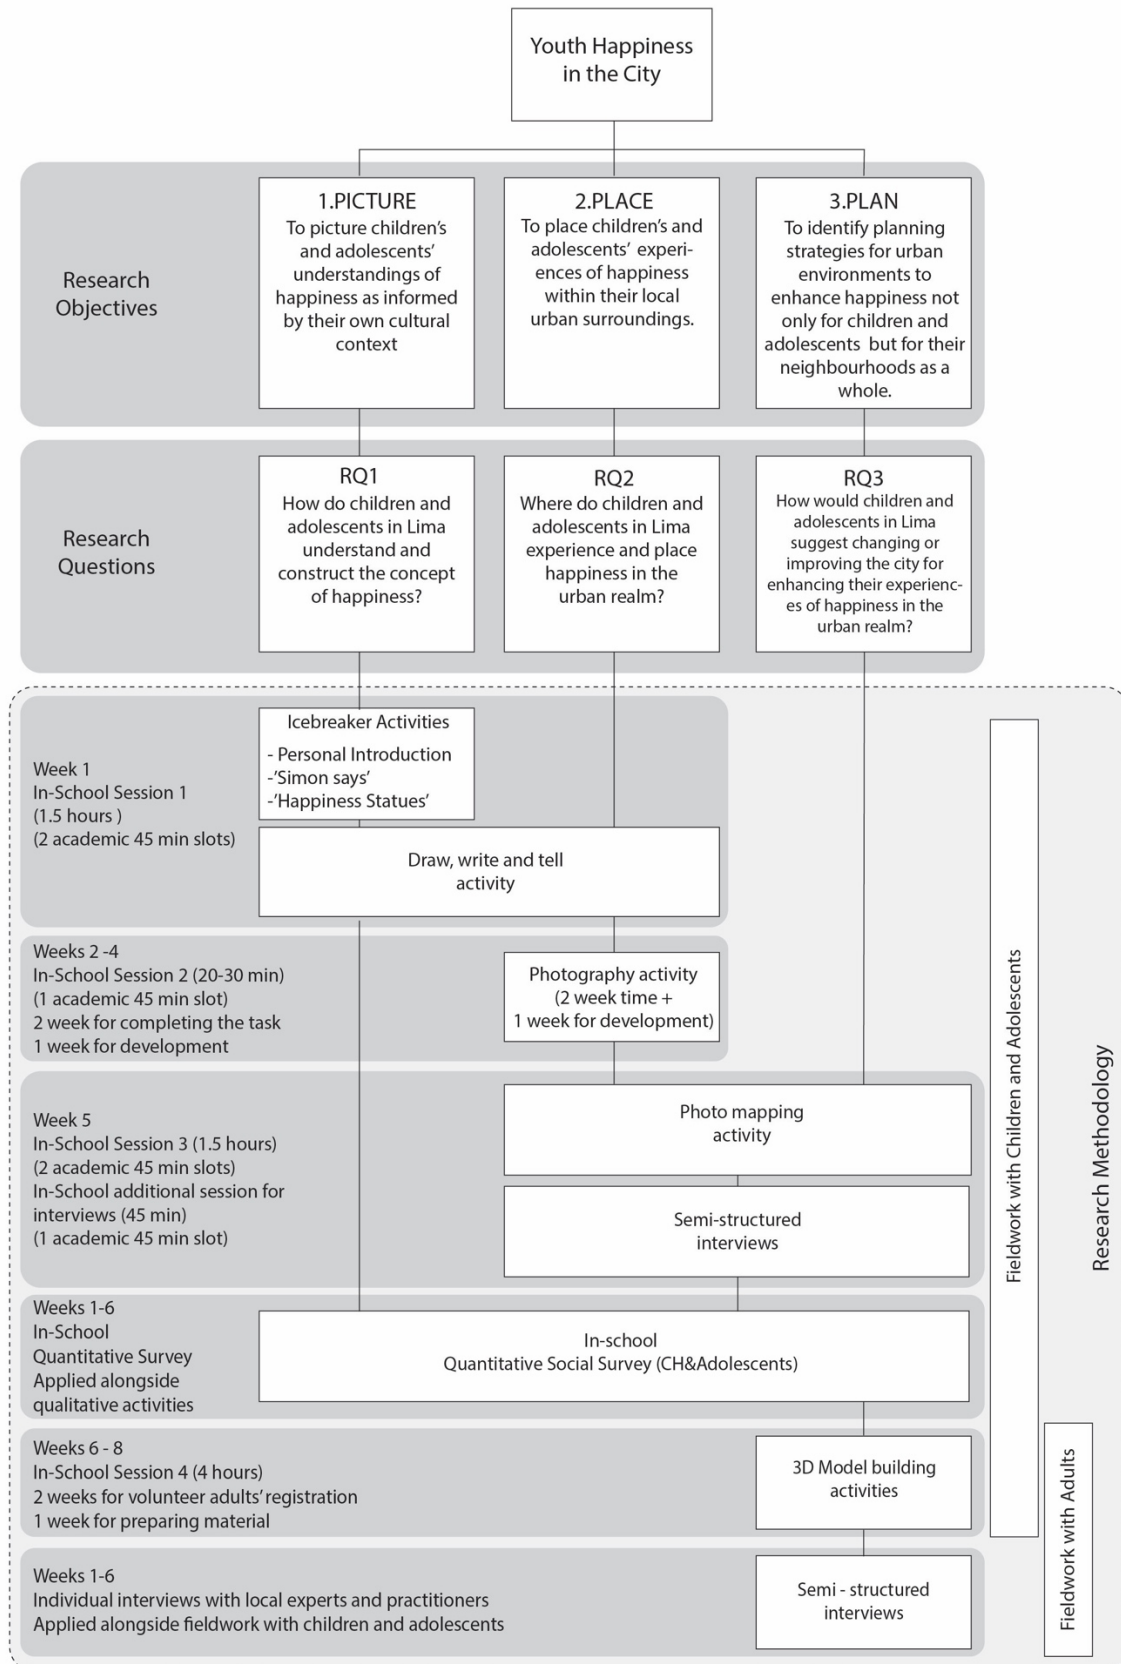 Youth Happiness
in the City
Research
Objectives
1.PICTURE
To picture children's
and adolescents'
understandings of
happiness as informed
by their own cultural
context
2.PLACE
To place children's and
adolescents' experi-
ences of happiness
within their local
urban surroundings.
3.PLAN
To identify planning
strategies for urban
environments to
enhance happiness not
only for children and
adolescents but for their
neighbourhoods as a
whole.
Research
Questions
RQ1
How do children and
adolescents in Lima
understand and
construct the concept
of happiness?
RQ2
Where do children and
adolescents in Lima
experience and place
happiness in the
urban realm?
RQ3
How would children and
adolescents in Lima
suggest changing or
improving the city for
enhancing their experienc-
es of happiness in the
urban realm?
Week 1
In-School Session 1
(1.5 hours )
(2 academic 45 min slots)
Icebreaker Activities
- Personal Introduction
-'Simon says'
-'Happiness Statues'
Draw, write and tell
activity
Weeks 2 -4
In-School Session 2 (20-30 min)
(1 academic 45 min slot)
2 week for completing the task
1 week for development
Photography activity
(2 week time +
1 week for development)
Week 5
In-School Session 3 (1.5 hours)
(2 academic 45 min slots)
In-School additional session for
interviews (45 min)
(1 academic 45 min slot)
Photo mapping
activity
Semi-structured
interviews
Weeks 1-6
In-School
Quantitative Survey
Applied alongside
qualitative activities
In-school
Quantitative Social Survey (CH&Adolescents)
Weeks 6 - 8
In-School Session 4 (4 hours)
2 weeks for volunteer adults' registration
1 week for preparing material
3D Model building
activities
Weeks 1-6
Individual interviews with local experts and practitioners
Applied alongside fieldwork with children and adolescents
Semi - structured
interviews
Fieldwork with Children and Adolescents
Fieldwork with Adults
Research Methodology